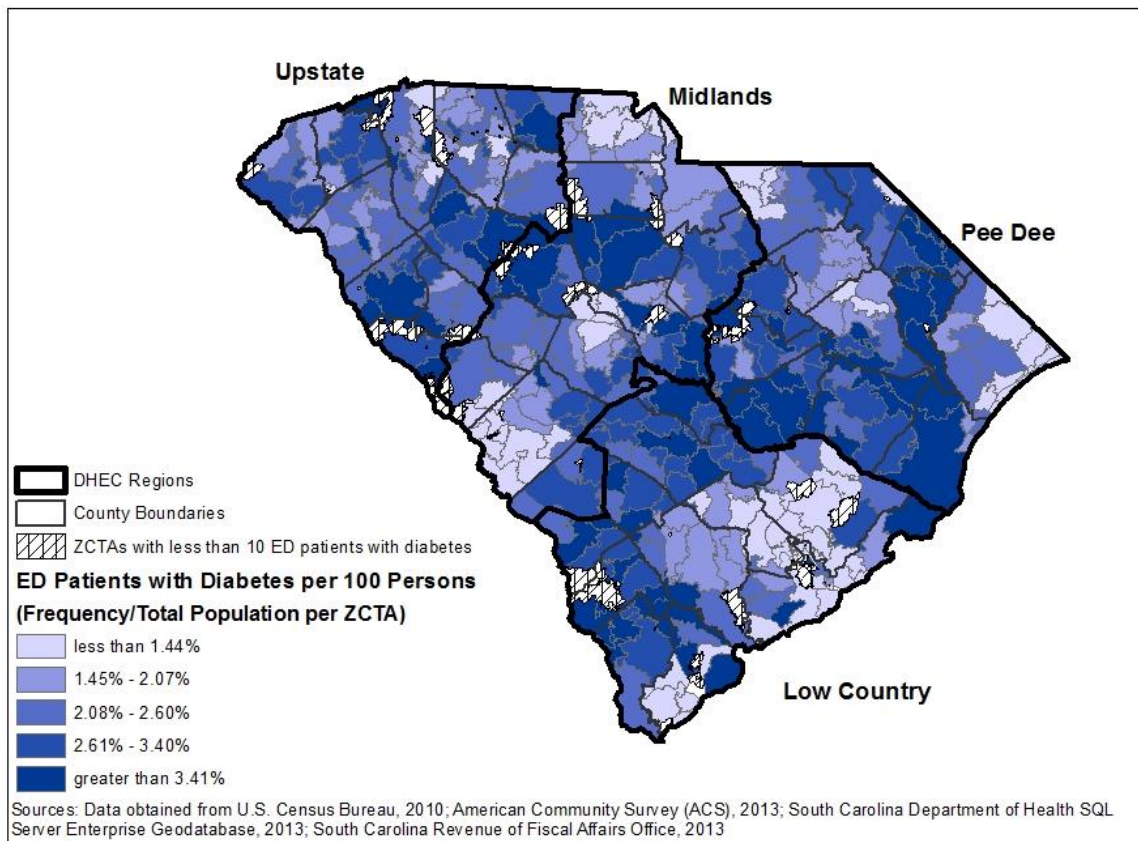 Upstate
Midlands
Pee Dee
Low Country
DHEC Regions
County Boundaries
ZCTAs with less than 10 ED patients with diabetes
ED Patients with Diabetes per 100 Persons
(Frequency/Total Population per ZCTA)
less than 1.44%
1.45% - 2.07%
2.08% - 2.60%
2.61% - 3.40%
greater than 3.41%
Sources: Data obtained from U.S. Census Bureau, 2010; American Community Survey (ACS), 2013; South Carolina Department of Health SQL
Server Enterprise Geodatabase, 2013; South Carolina Revenue of Fiscal Affairs Office, 2013